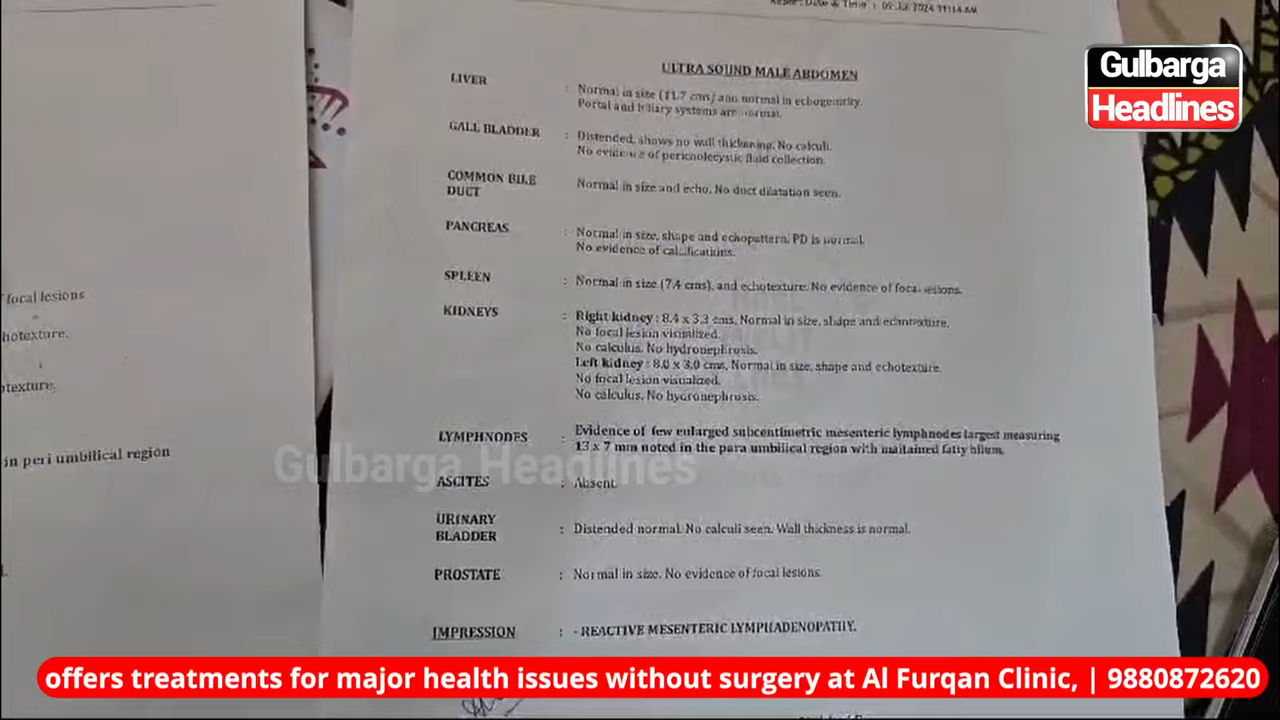 Report Date & Time : 09 Jul 2024 11:14 AM
Gulbarga
Headlines
ULTRA SOUND MALE ABDOMEN
LIVER : Normal in size (11.7 cms) and normal in echogenicity.
Portal and biliary systems are normal.
GALL BLADDER : Distended, shows no wall thickening. No calculi.
No evidence of pericholecystic fluid collection.
COMMON BILE Normal in size and echo. No duct dilatation seen.
DUCT
PANCREAS : Normal in size, shape and echopattern. PD is normal.
No evidence of calcifications.
SPLEEN : Normal in size (7.4 cms), and echotexture. No evidence of focal lesions.
KIDNEYS : Right kidney : 8.4 x 3.3 cms, Normal in size, shape and echotexture.
No focal lesion visualized.
No calculus. No hydronephrosis.
Left kidney : 8.0 x 3.0 cms, Normal in size, shape and echotexture.
No focal lesion visualized.
No calculus. No hydronephrosis.
LYMPHNODES : Evidence of few enlarged subcentimetric mesenteric lymphnodes largest measuring
13 x 7 mm noted in the para umbilical region with maitained fatty hilum.
ASCITES : Absent.
URINARY
BLADDER : Distended normal. No calculi seen. Wall thickness is normal.
PROSTATE : Normal in size. No evidence of focal lesions.
IMPRESSION : - REACTIVE MESENTERIC LYMPHADENOPATHY.
focal lesions
hotexture.
otexture.
in peri umbilical region
Gulbarga Headlines
offers treatments for major health issues without surgery at Al Furqan Clinic, | 9880872620